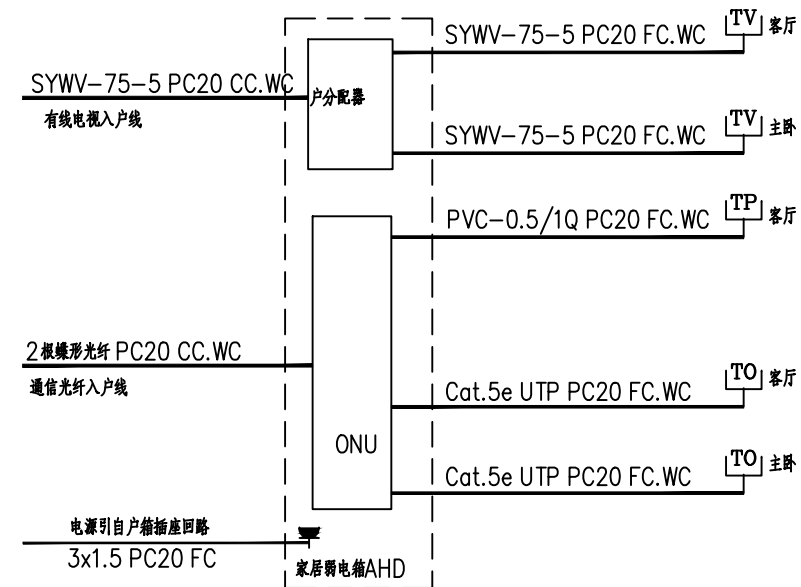 SYWV-75-5 PC20 FC.WC
TV 客厅
SYWV-75-5 PC20 CC.WC
户分配器
有线电视入户线
SYWV-75-5 PC20 FC.WC
TV 主卧
PVC-0.5/1Q PC20 FC.WC
TP 客厅
2根蝶形光纤 PC20 CC.WC
通信光纤入户线
Cat.5e UTP PC20 FC.WC
TO 客厅
ONU
Cat.5e UTP PC20 FC.WC
TO 主卧
电源引自户箱插座回路
3x1.5 PC20 FC
家居弱电箱AHD